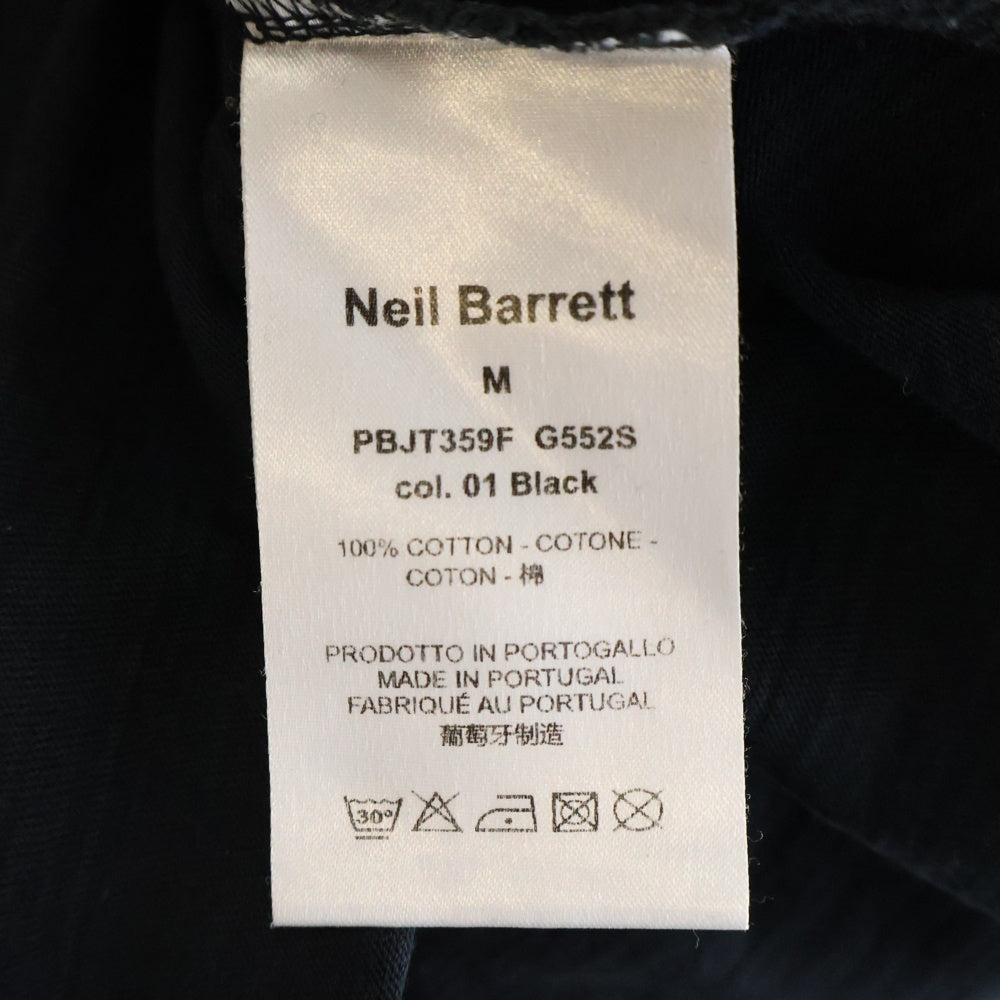 Neil Barrett
M
PBJT359F G552S
col. 01 Black
100% COTTON - COTONE -
COTON - 棉
PRODOTTO IN PORTOGALLO
MADE IN PORTUGAL
FABRIQUÉ AU PORTUGAL
葡萄牙制造
30°